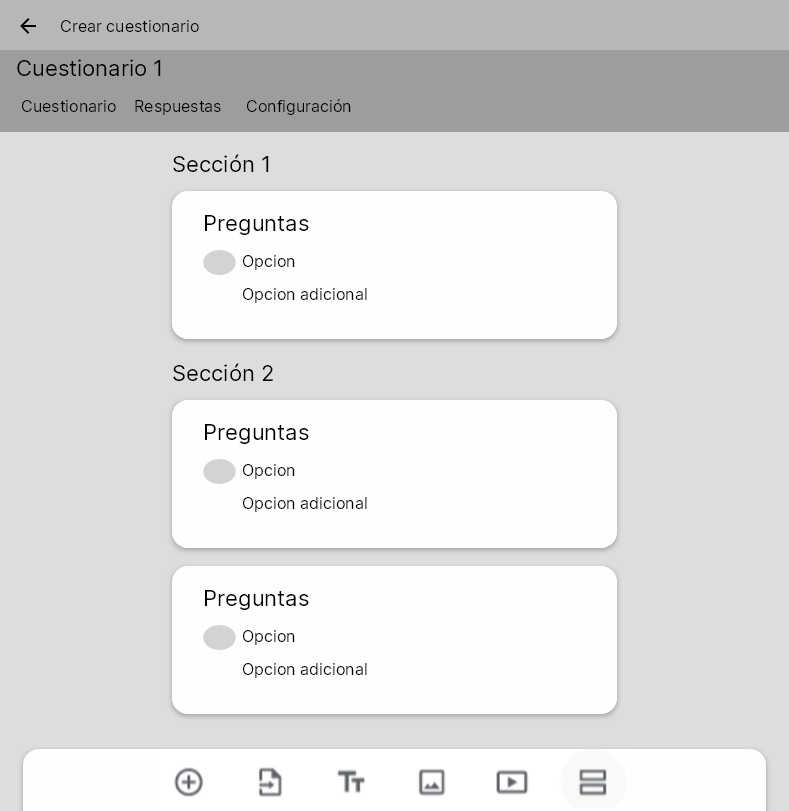 Crear cuestionario
Cuestionario 1
Cuestionario Respuestas Configuración
Sección 1
Preguntas
Opcion
Opcion adicional
Sección 2
Preguntas
Opcion
Opcion adicional
Preguntas
Opcion
Opcion adicional